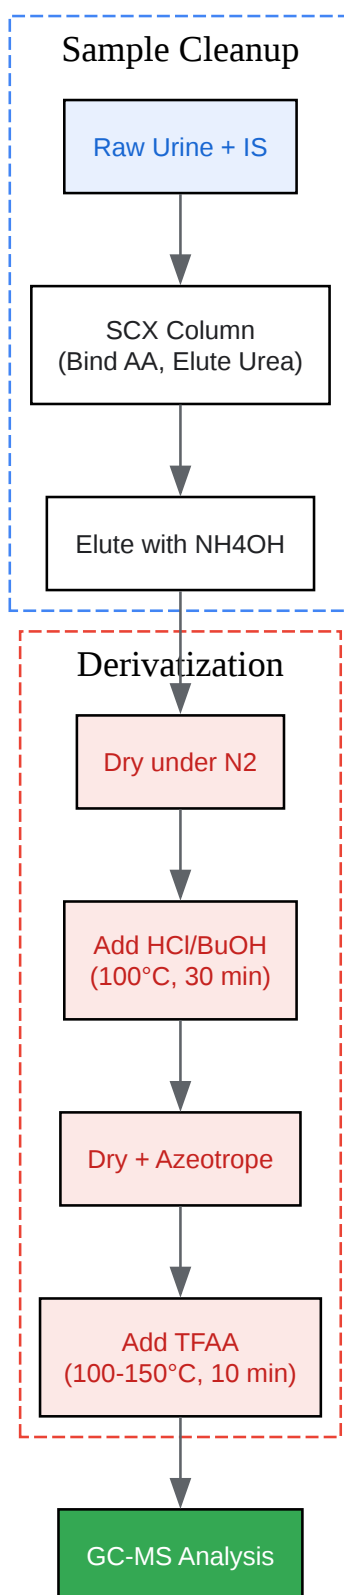 Sample Cleanup
Raw Urine + IS
SCX Column
(Bind AA, Elute Urea)
Elute with NH4OH
Derivatization
Dry under N2
Add HCl/BuOH
(100°C, 30 min)
Dry + Azeotrope
Add TFAA
(100-150°C, 10 min)
GC-MS Analysis